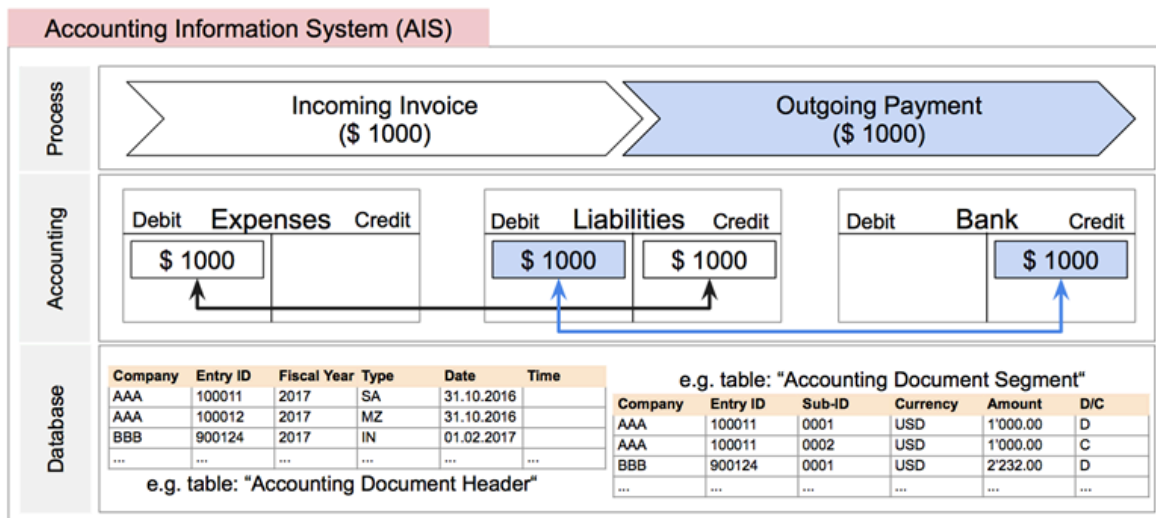 Accounting Information System (AIS)
Process
Incoming Invoice
($ 1000)
Outgoing Payment
($ 1000)
Accounting
Debit Expenses Credit
$ 1000
Debit Liabilities Credit
$ 1000 $ 1000
Debit Bank Credit
$ 1000
Database
Company Entry ID Fiscal Year Type Date Time
AAA 100011 2017 SA 31.10.2016
AAA 100012 2017 MZ 31.10.2016
BBB 900124 2017 IN 01.02.2017
... ... ... ... ... ...
e.g. table: “Accounting Document Header“
e.g. table: “Accounting Document Segment“
Company Entry ID Sub-ID Currency Amount D/C
AAA 100011 0001 USD 1'000.00 D
AAA 100011 0002 USD 1'000.00 C
BBB 900124 0001 USD 2'232.00 D
... ... ... ... ... ...